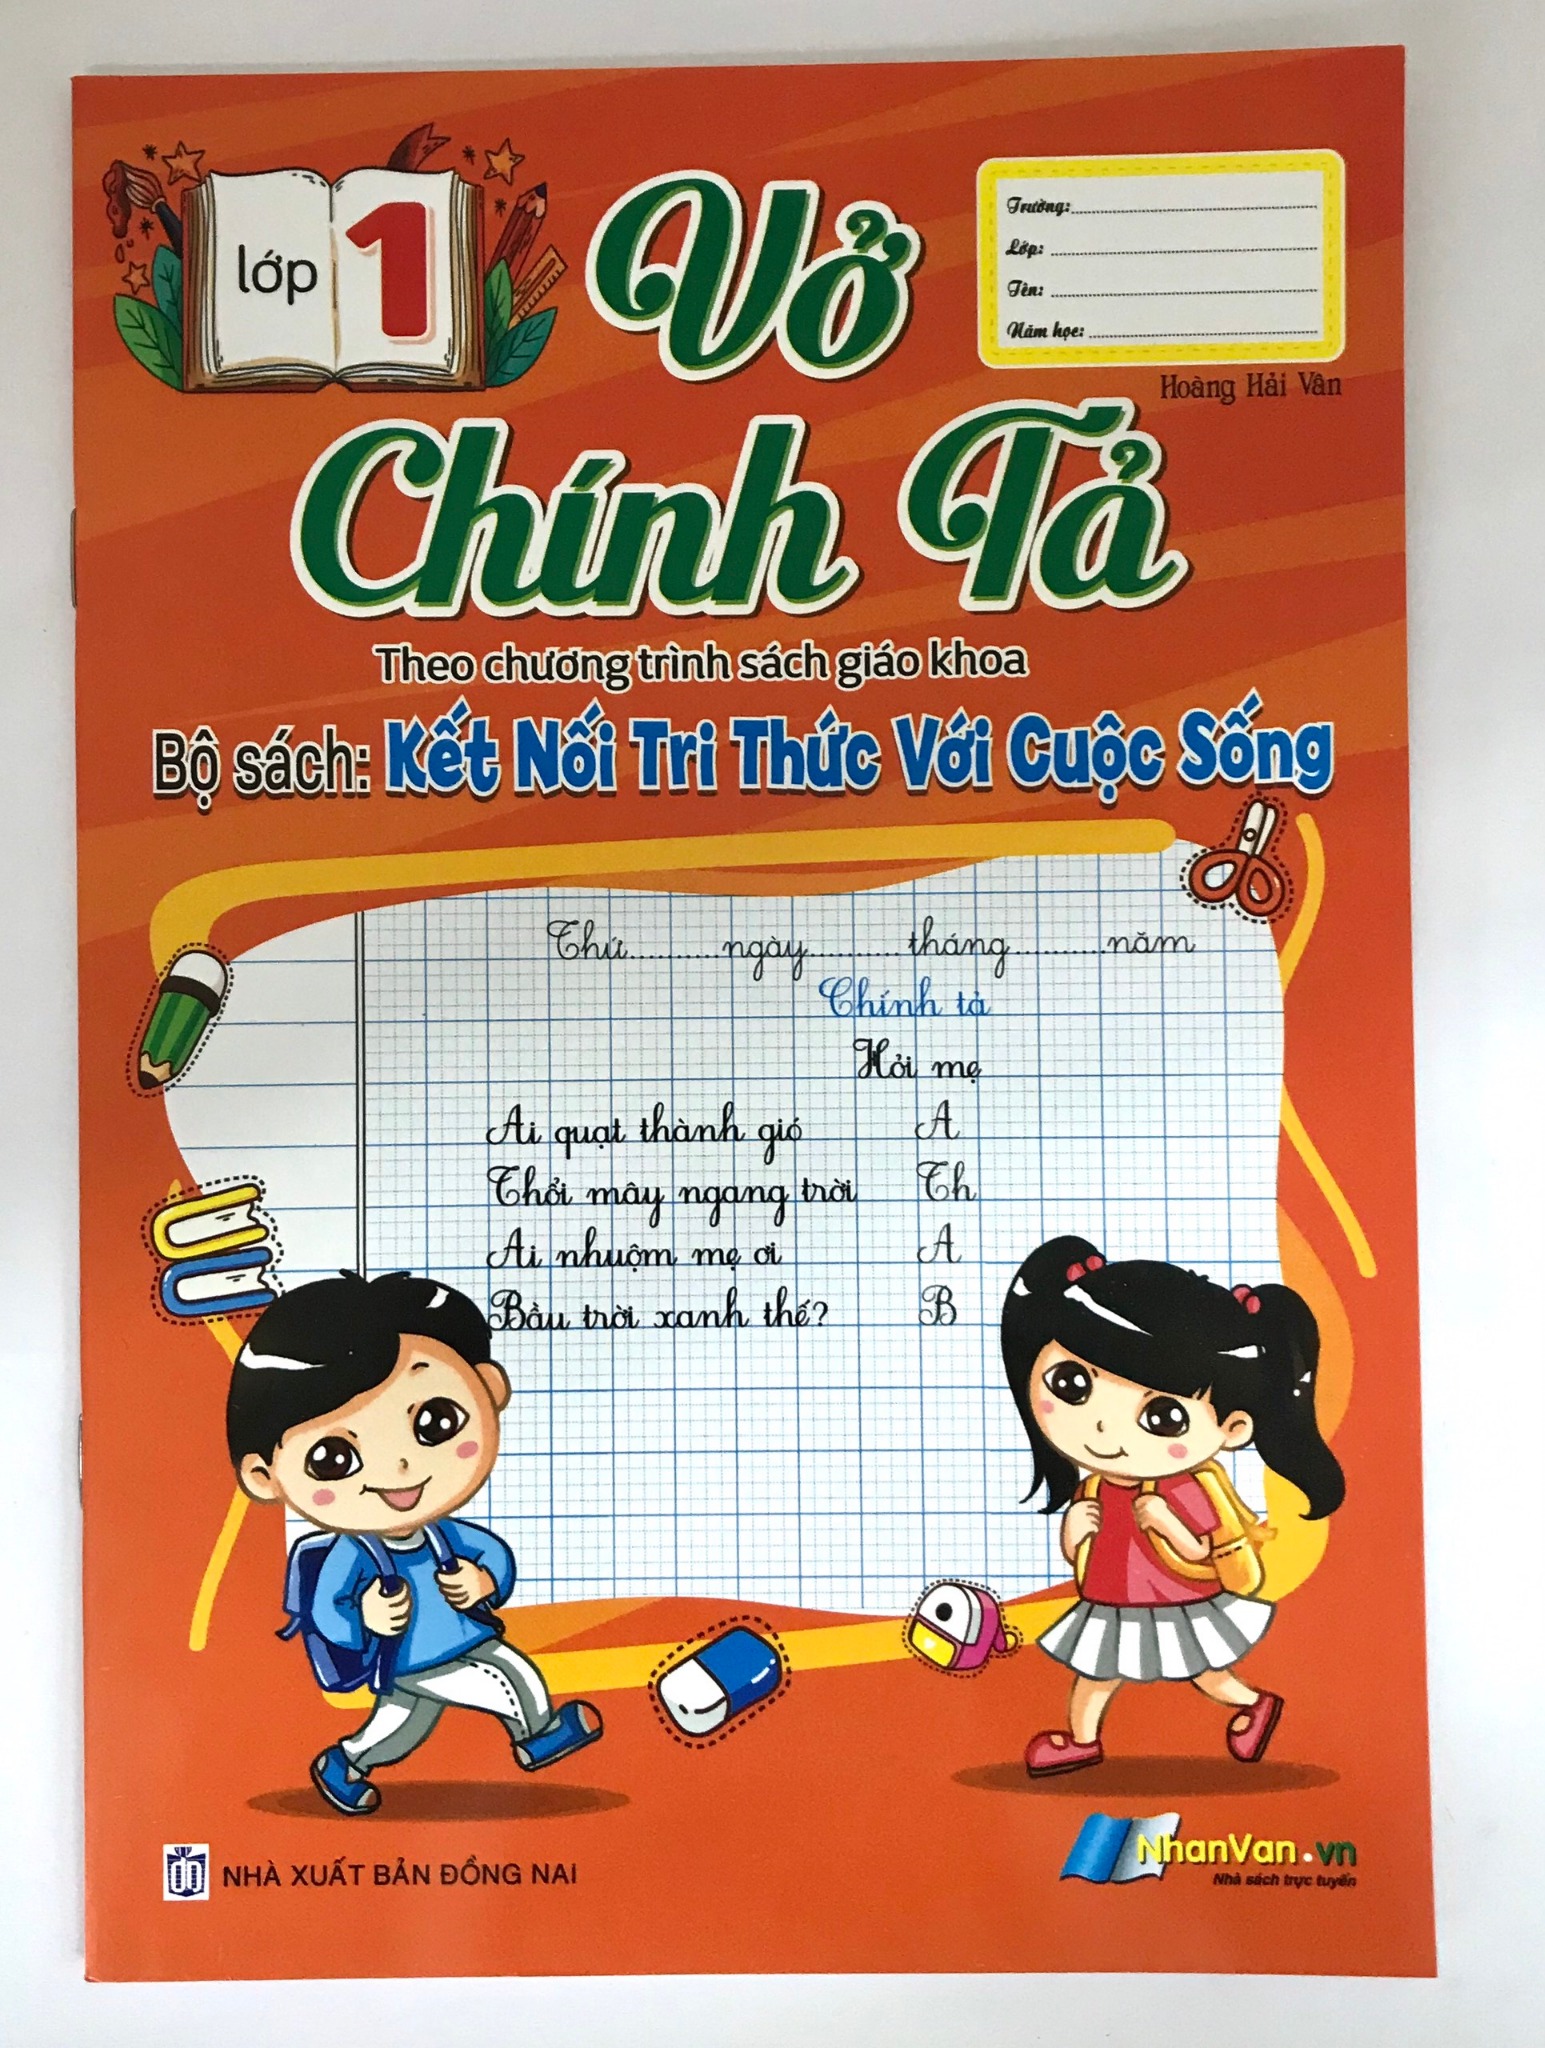 lớp 1
Vở
Trường:
Lớp:
Tên:
Năm học:
Hoàng Hải Vân
Chính Tả
Theo chương trình sách giáo khoa
Bộ sách: Kết Nối Tri Thức Với Cuộc Sống
Thứ..........ngày..........tháng..........năm
Chính tả
Hỏi mẹ
Ai quạt thành gió A
Thổi mây ngang trời Th
Ai nhuộm mẹ ơi A
Bầu trời xanh thế? B
NHÀ XUẤT BẢN ĐỒNG NAI
NhanVan.vn
Nhà sách trực tuyến